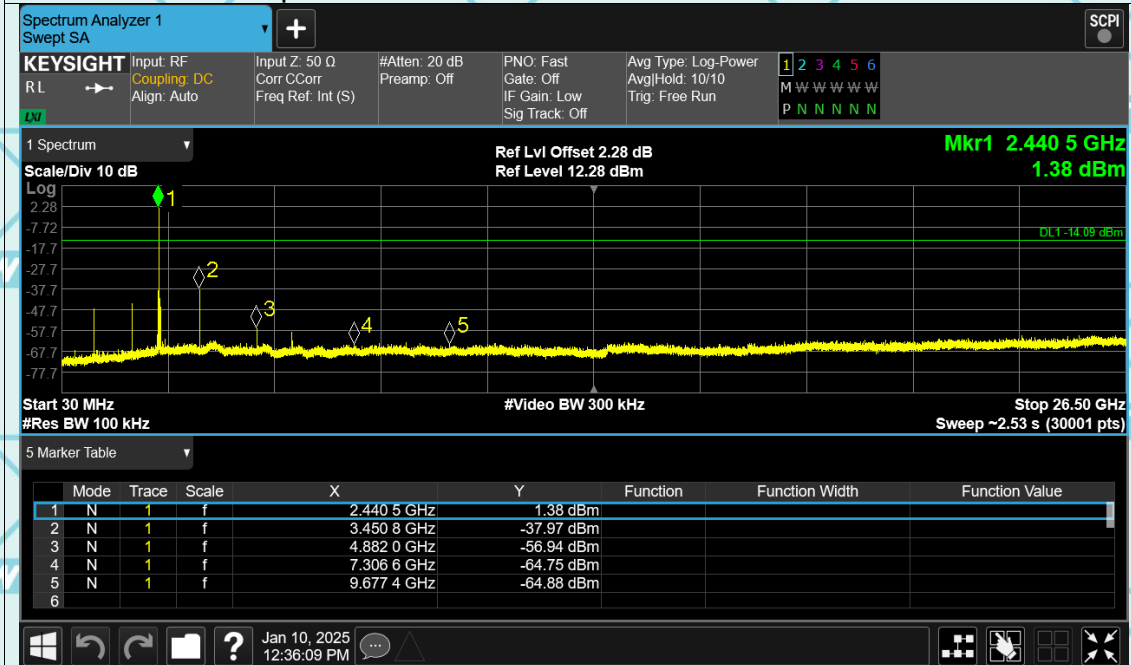 Spectrum Analyzer 1
Swept SA
+
SCPI
KEYSIGHT
RL
LXI
Input: RF
Coupling: DC
Align: Auto
Input Z: 50 Ω
Corr CCorr
Freq Ref: Int (S)
#Atten: 20 dB
Preamp: Off
PNO: Fast
Gate: Off
IF Gain: Low
Sig Track: Off
Avg Type: Log-Power
Avg|Hold: 10/10
Trig: Free Run
1 2 3 4 5 6
M W W W W W
P N N N N N
1 Spectrum
Scale/Div 10 dB
Ref Lvl Offset 2.28 dB
Ref Level 12.28 dBm
Mkr1 2.440 5 GHz
1.38 dBm
Log
2.28
-7.72
-17.7
-27.7
-37.7
-47.7
-57.7
-67.7
-77.7
1
2
3
4
5
DL1 -14.09 dBm
Start 30 MHz
#Video BW 300 kHz
Stop 26.50 GHz
#Res BW 100 kHz
Sweep ~2.53 s (30001 pts)
5 Marker Table
Mode Trace Scale X Y Function Function Width Function Value
1 N 1 f 2.440 5 GHz 1.38 dBm
2 N 1 f 3.450 8 GHz -37.97 dBm
3 N 1 f 4.882 0 GHz -56.94 dBm
4 N 1 f 7.306 6 GHz -64.75 dBm
5 N 1 f 9.677 4 GHz -64.88 dBm
6
?
Jan 10, 2025
12:36:09 PM